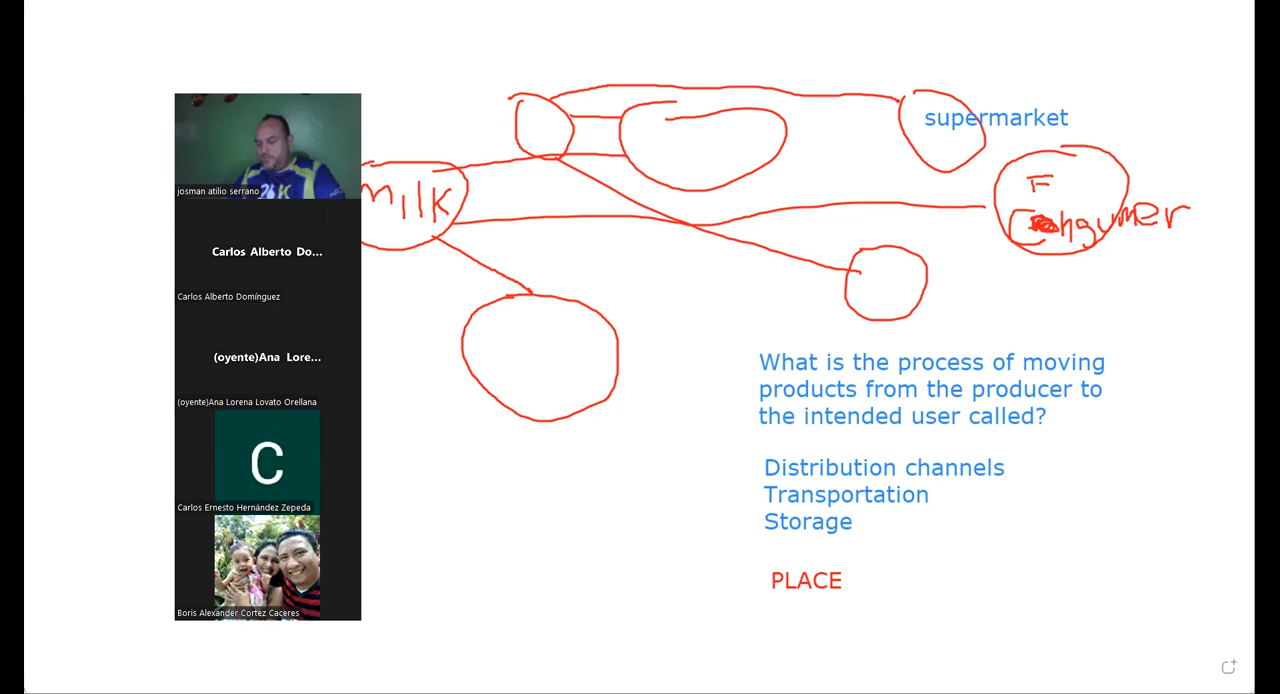 supermarket
josman atilio serrano
milk
F
Carlos Alberto Do...
Carlos Alberto Domínguez
(oyente)Ana Lore...
What is the process of moving
products from the producer to
the intended user called?
(oyente)Ana Lorena Lovato Orellana
Distribution channels
Transportation
Storage
C
Carlos Ernesto Hernández Zepeda
PLACE
Boris Alexander Cortez Caceres